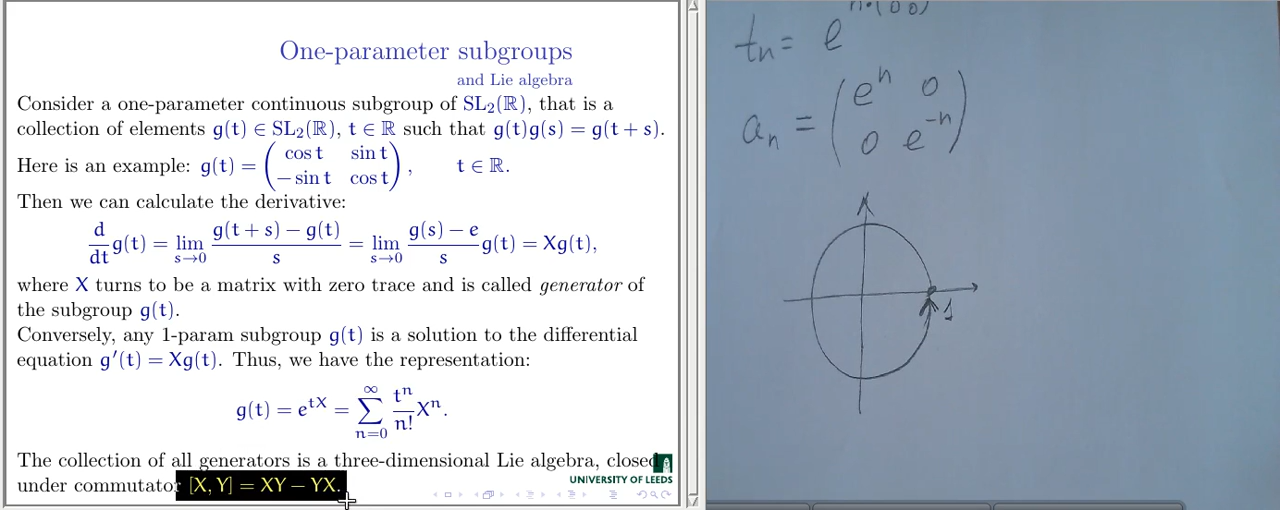 One-parameter subgroups
and Lie algebra
Consider a one-parameter continuous subgroup of SL₂(ℝ), that is a
collection of elements g(t) ∈ SL₂(ℝ), t ∈ ℝ such that g(t)g(s) = g(t + s).
Here is an example: g(t) = ( cos t sin t
− sin t cos t ), t ∈ ℝ.
Then we can calculate the derivative:
d/dt g(t) = lim_{s→0} (g(t + s) − g(t))/s = lim_{s→0} (g(s) − e)/s g(t) = Xg(t),
where X turns to be a matrix with zero trace and is called generator of
the subgroup g(t).
Conversely, any 1-param subgroup g(t) is a solution to the differential
equation g′(t) = Xg(t). Thus, we have the representation:
g(t) = e^{tX} = ∑_{n=0}^{∞} tⁿ/n! Xⁿ.
The collection of all generators is a three-dimensional Lie algebra, closed
under commutator [X, Y] = XY − YX.
UNIVERSITY OF LEEDS
tₙ = e
aₙ = ( eⁿ 0
0 e⁻ⁿ )
1